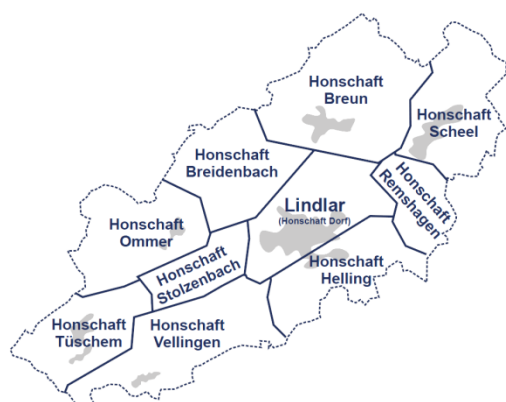 Honschaft
Breun
Honschaft
Scheel
Honschaft
Breidenbach
Honschaft
Remshagen
Lindlar
(Honschaft Dorf)
Honschaft
Ommer
Honschaft
Stolzenbach
Honschaft
Helling
Honschaft
Tüschem
Honschaft
Vellingen